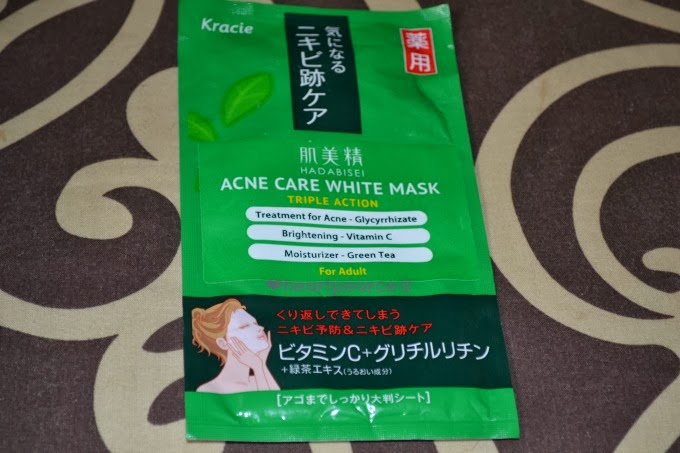 Kracie
薬用
気になる
ニキビ跡ケア
肌美精
HADABISEI
ACNE CARE WHITE MASK
TRIPLE ACTION
Treatment for Acne - Glycyrrhizate
Brightening - Vitamin C
Moisturizer - Green Tea
For Adult
くり返しできてしまう
ニキビ予防&ニキビ跡ケア
ビタミンC+グリチルリチン
+緑茶エキス(うるおい成分)
[アゴまでしっかり大判シート]